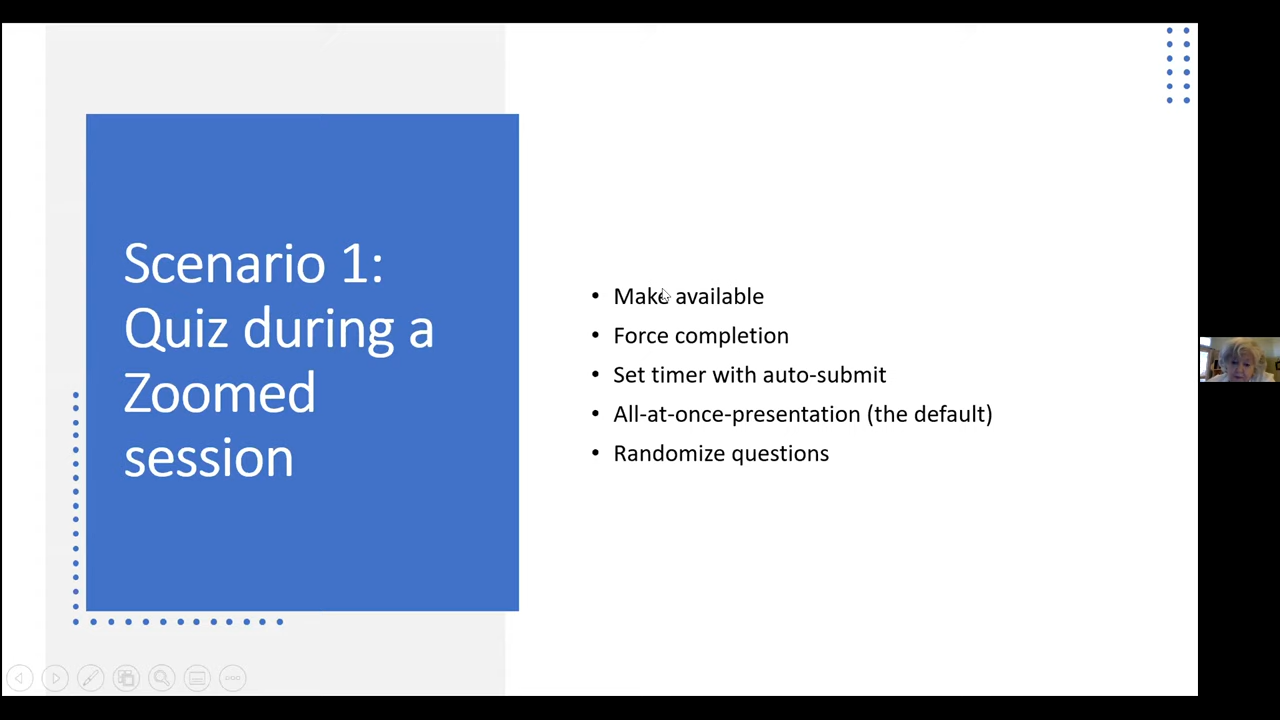 Scenario 1:
Quiz during a
Zoomed
session
• Make available
• Force completion
• Set timer with auto-submit
• All-at-once-presentation (the default)
• Randomize questions